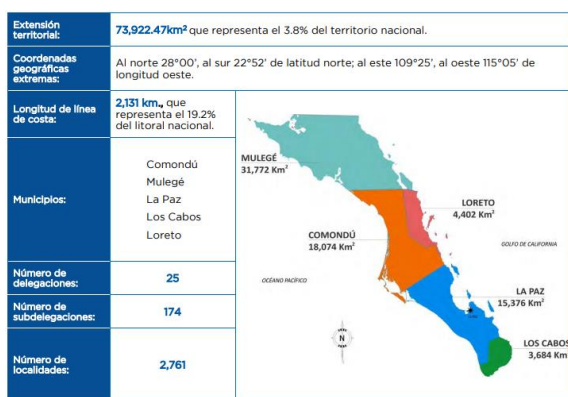 Extensión
territorial:
73,922.47km² que representa el 3.8% del territorio nacional.
Coordenadas
geográficas
extremas:
Al norte 28°00’, al sur 22°52’ de latitud norte; al este 109°25’, al oeste 115°05’ de
longitud oeste.
Longitud de línea
de costa:
2,131 km., que
representa el 19.2%
del litoral nacional.
Municipios:
Comondú
Mulegé
La Paz
Los Cabos
Loreto
Número de
delegaciones:
25
Número de
subdelegaciones:
174
Número de
localidades:
2,761
MULEGÉ
31,772 Km²
LORETO
4,402 Km²
COMONDÚ
18,074 Km²
GOLFO DE CALIFORNIA
OCÉANO PACÍFICO
LA PAZ
15,376 Km²
N
LOS CABOS
3,684 Km